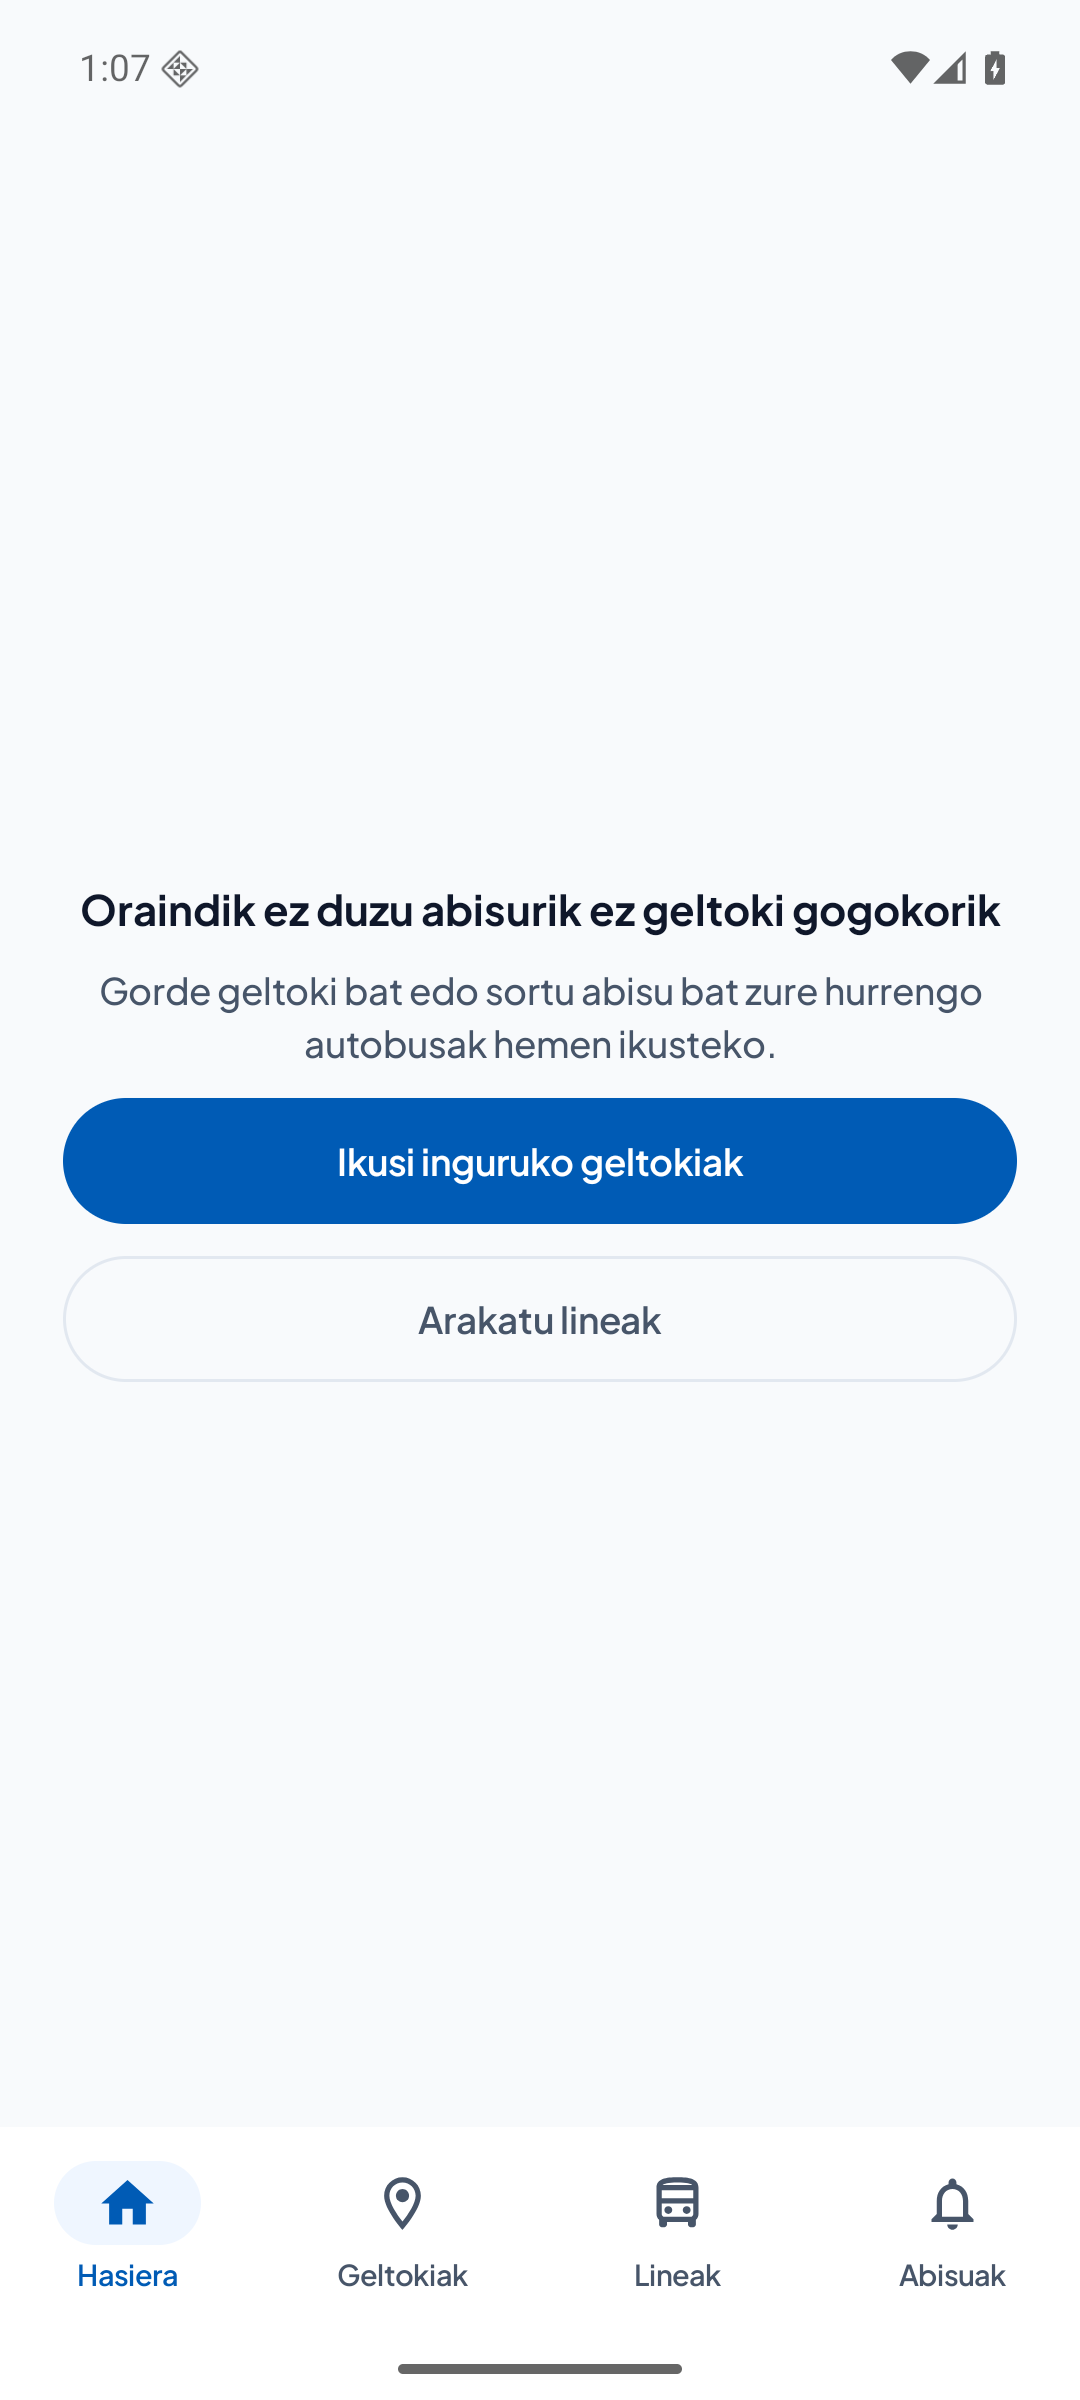 1:07
Oraindik ez duzu abisurik ez geltoki gogokorik
Gorde geltoki bat edo sortu abisu bat zure hurrengo
autobusak hemen ikusteko.
Ikusi inguruko geltokiak
Arakatu lineak
Hasiera
Geltokiak
Lineak
Abisuak